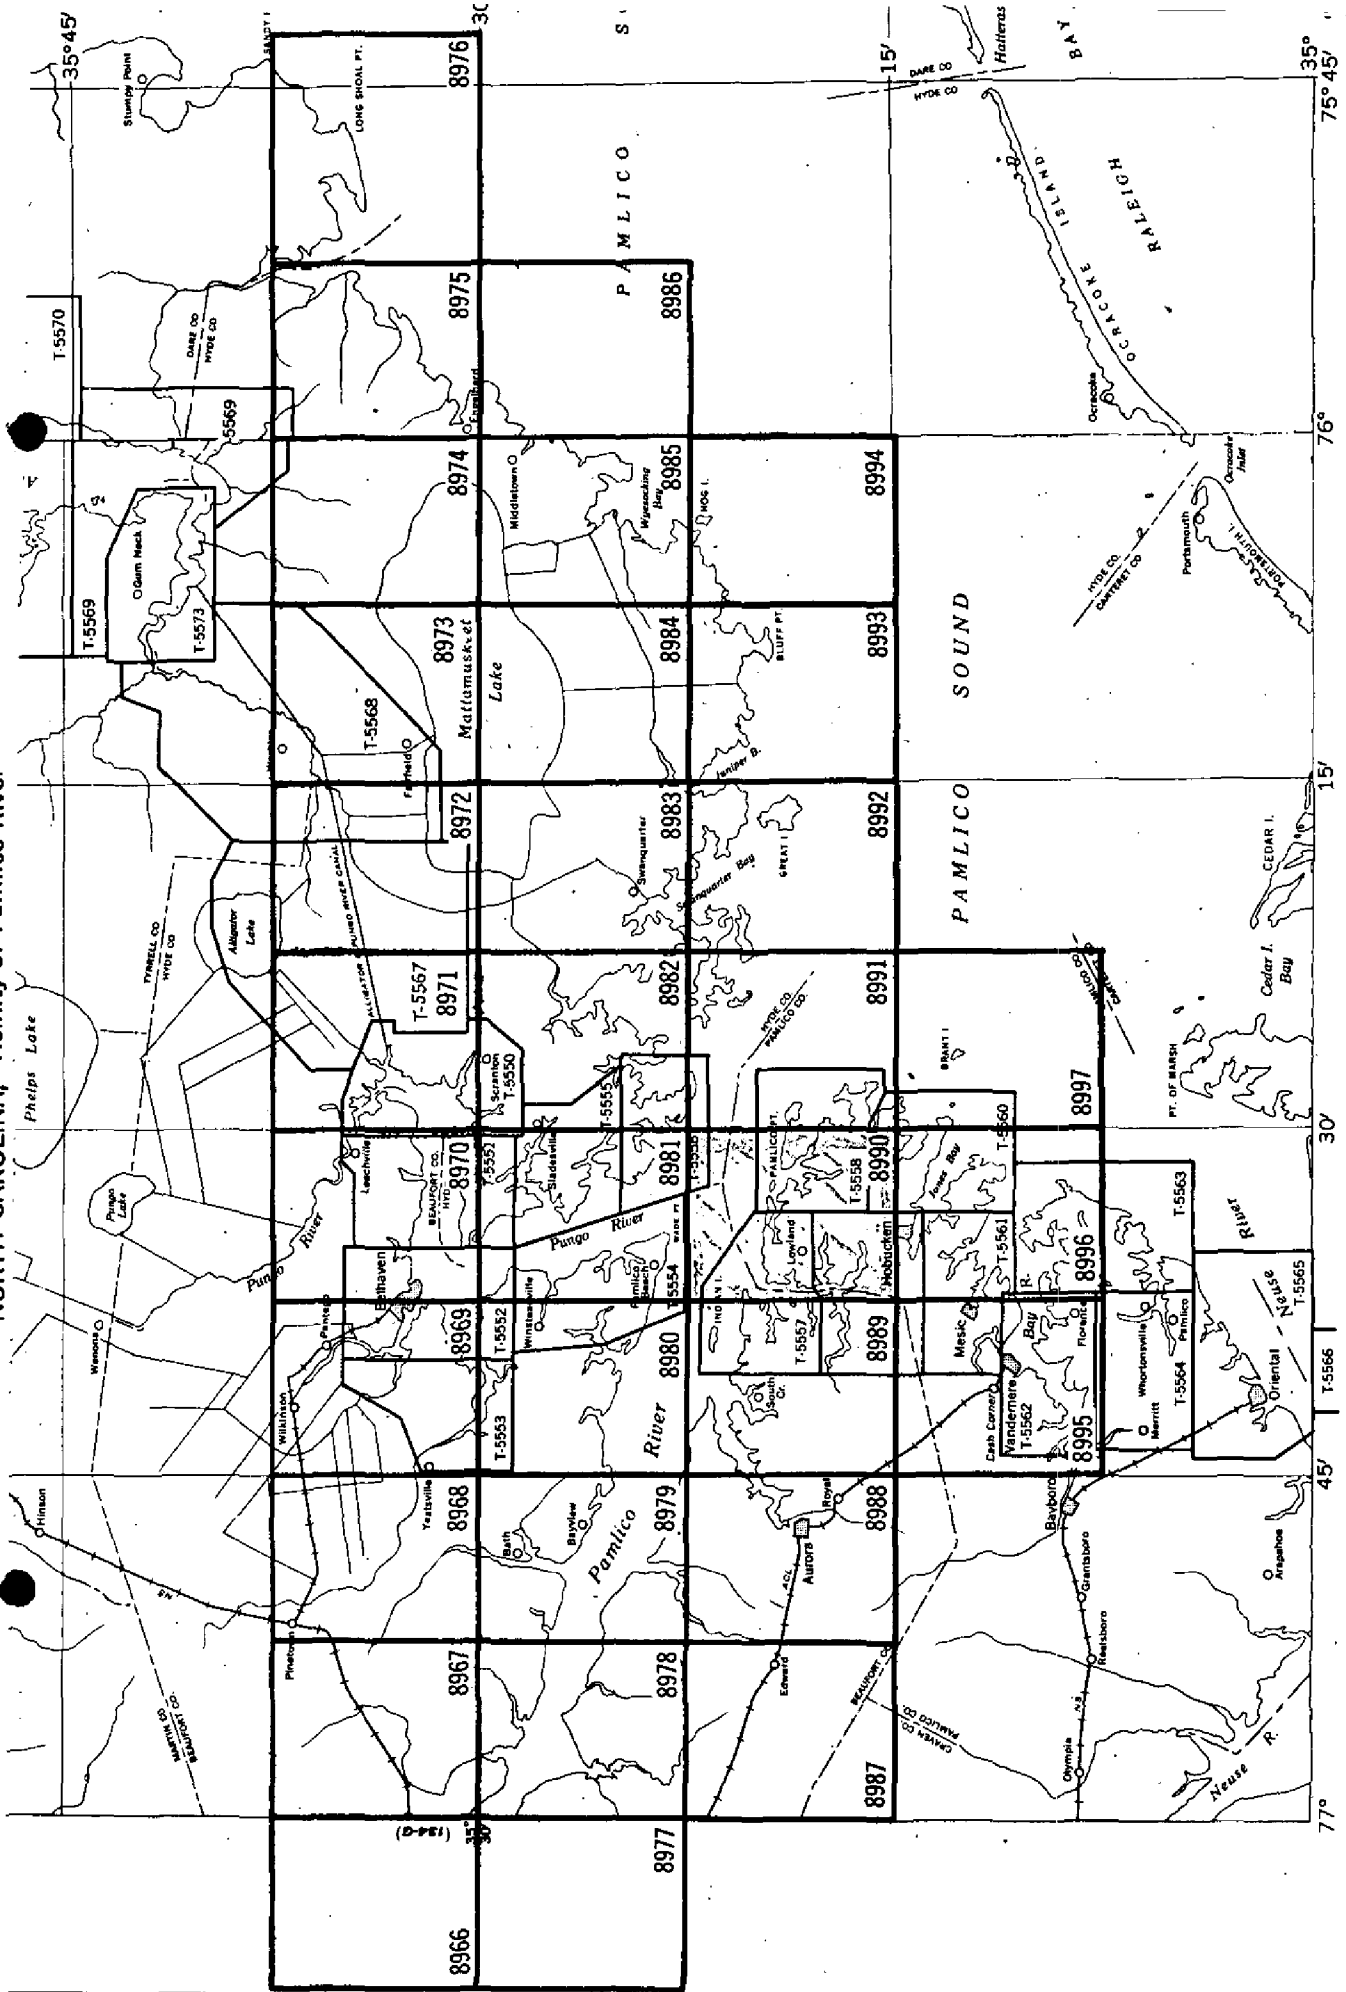 35°45'
30'
15'
35°
75°45'
76°
15'
30'
45'
77°
Stumpy Point
SANDY I
LONG SHOAL PT.
8976
PAMLICO
DARE CO
HYDE CO
Hatteras
BAY
RALEIGH
OCRACOKE ISLAND
Ocracoke
Ocracoke
Inlet
Portsmouth
PORTSMOUTH I.
HYDE CO.
CARTERET CO
T-5570
DARE CO
HYDE CO
T-5569
8975
8986
Engelhard
8974
Middletown
8985
Wysocking
Bay
HOG I.
8994
Gum Neck
T-5569
T-5573
8973
Mattamuskeet
Lake
T-5568
Fairfield
8984
BLUFF PT.
8993
Juniper B.
PAMLICO SOUND
8972
8983
Swanquarter
Swanquarter Bay
GREAT I
8992
CEDAR I.
Cedar I.
Bay
Phelps Lake
Alligator
Lake
TYRRELL CO
HYDE CO
ALLIGATOR PUNGO RIVER CANAL
T-5567
8971
8982
8991
HYDE CO
PAMLICO CO.
BRANT I
PT. OF MARSH
Scranton
T-5550
T-5555
8997
Pungo
Lake
Pungo River
Leechville
BEAUFORT CO.
8970
T-5552
Sladesville
8981
PAMLICO PT.
8990
T-5558
Jones Bay
T-5560
T-5563
Neuse River
Belhaven
Pungo River
WADE PT
Pamlico
Beach
T-5554
Lowland
Hobucken
T-5561
8996
T-5565
Wenona
Pantego
8969
T-5552
Winsteadville
8980
INDIAN I.
T-5557
8989
Mesic
Bay R.
Florence
Whortonsville
Pamlico
T-5564
Oriental
T-5566
Wilkinson
T-5553
River
South
Cr.
Cash Corner
Vandemere
T-5562
8995
Merritt
Yeatsville
Hinson
NS
8968
Bath
Bayview
8979
Pamlico
Royal
8988
Aurora
ACL
Bayboro
Grantsboro
Arapahoe
Pinetown
8967
8978
Edward
BEAUFORT CO.
CRAVEN CO.
PAMLICO CO.
Reelsboro
NS
Olympia
Neuse R.
MARTIN CO.
BEAUFORT CO.
8987
(134-G)
35°
30'
8977
8966